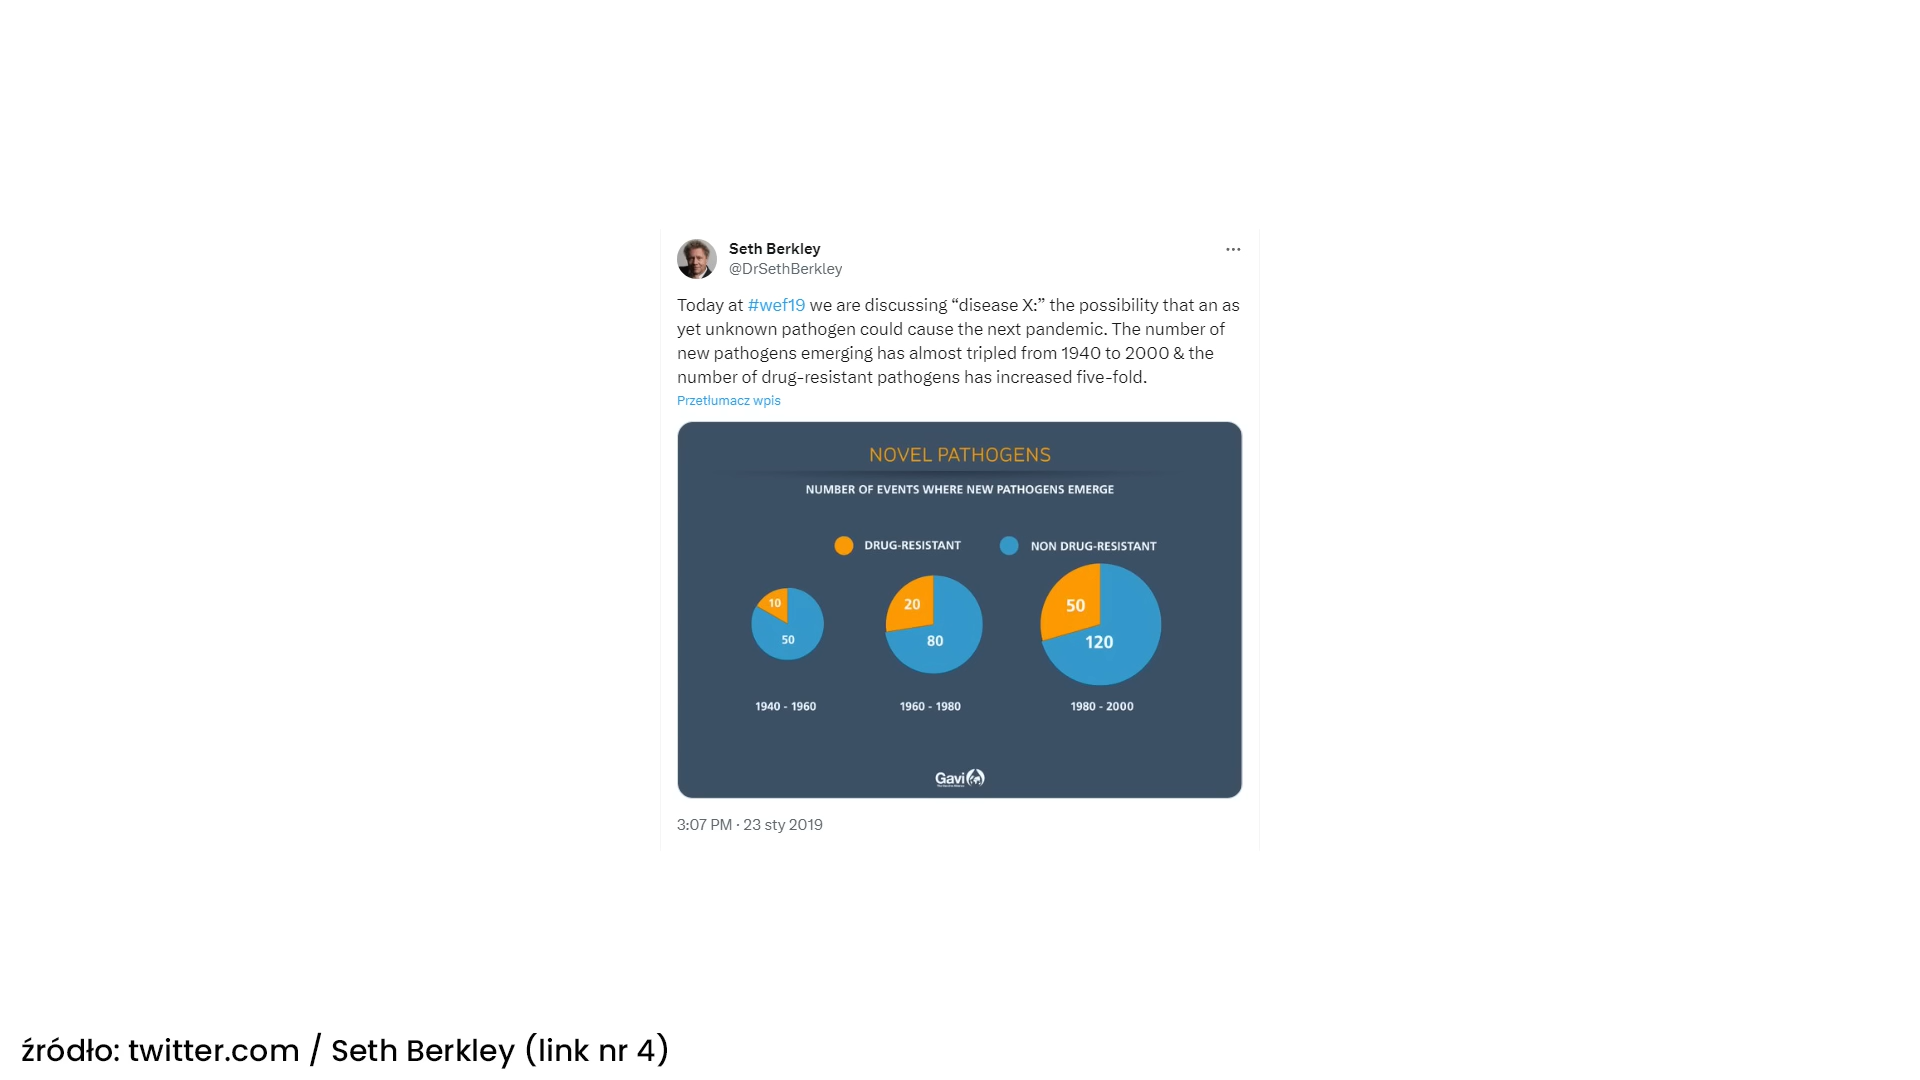 Seth Berkley
@DrSethBerkley
Today at #wef19 we are discussing “disease X:” the possibility that an as
yet unknown pathogen could cause the next pandemic. The number of
new pathogens emerging has almost tripled from 1940 to 2000 & the
number of drug-resistant pathogens has increased five-fold.
Przetłumacz wpis
NOVEL PATHOGENS
NUMBER OF EVENTS WHERE NEW PATHOGENS EMERGE
DRUG-RESISTANT NON DRUG-RESISTANT
10 20 50
50 80 120
1940 - 1960 1960 - 1980 1980 - 2000
Gavi
3:07 PM · 23 sty 2019
źródło: twitter.com / Seth Berkley (link nr 4)